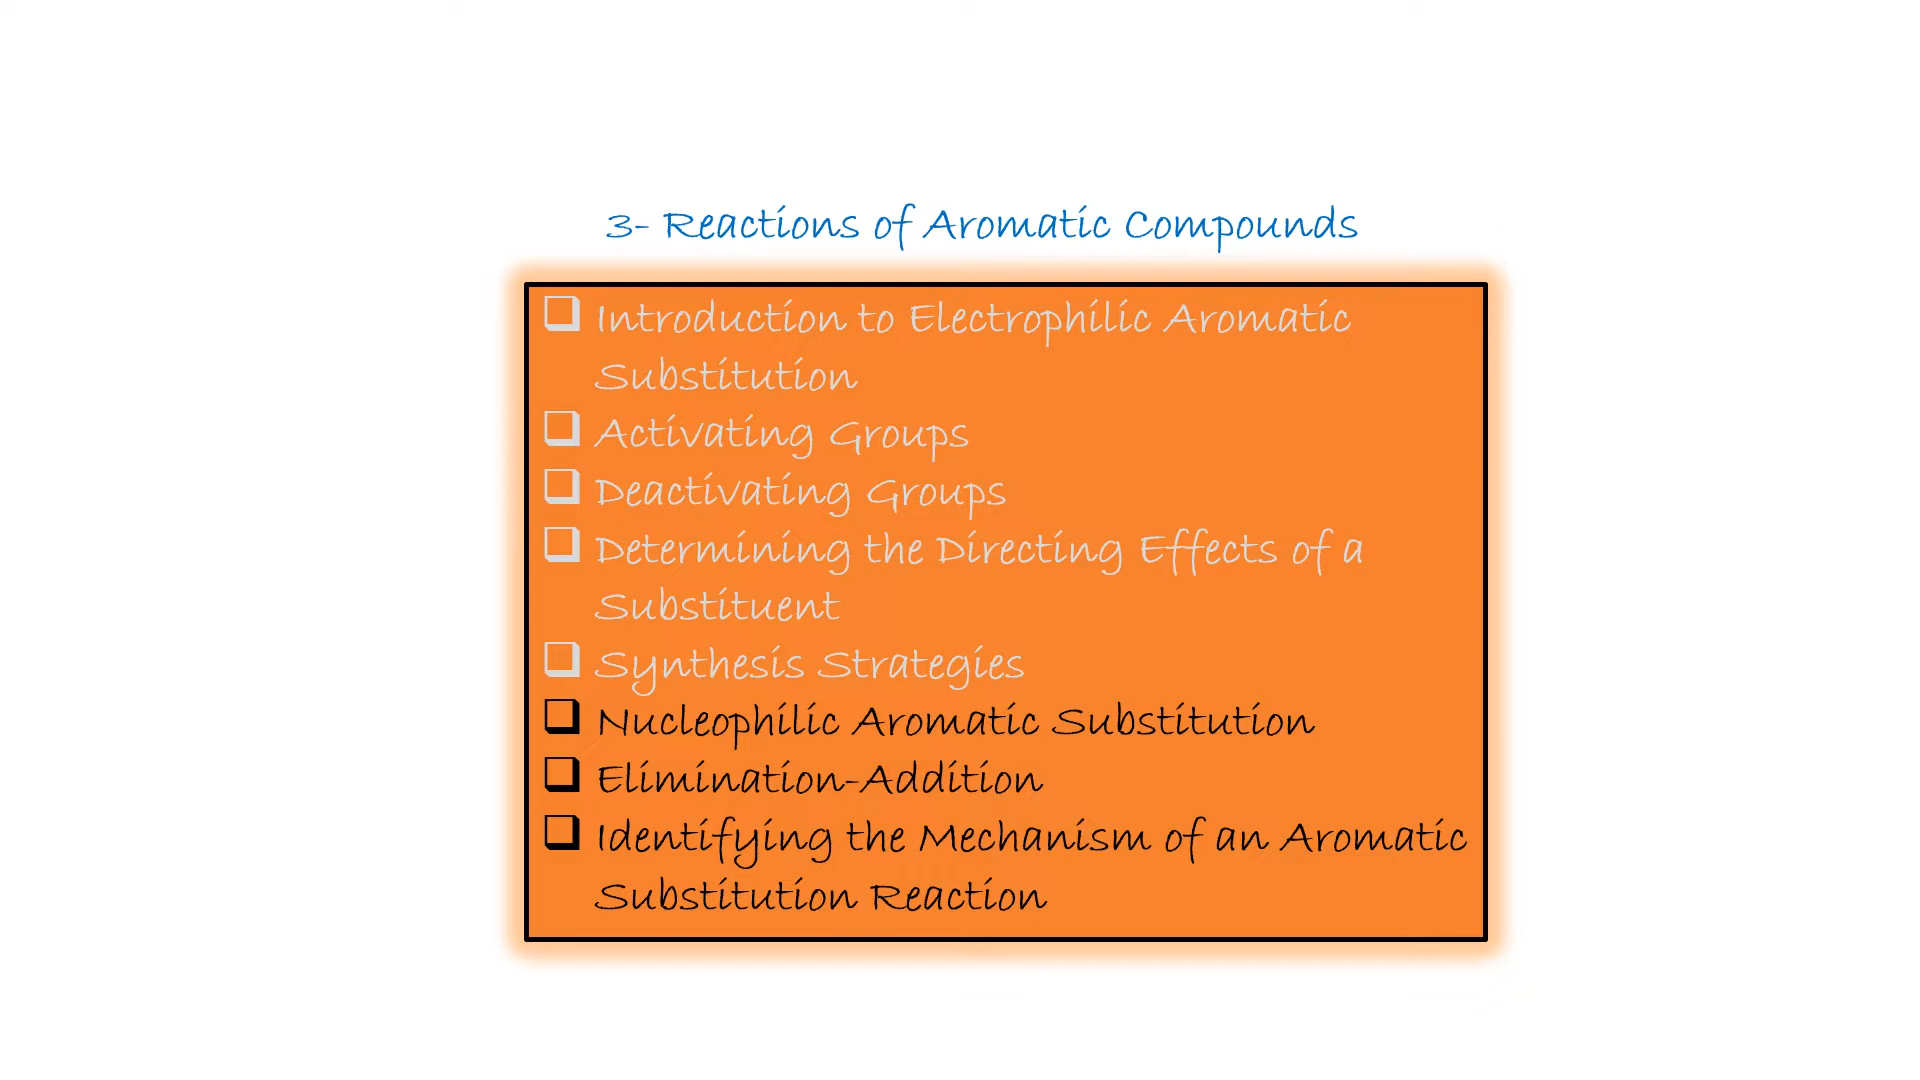 3- Reactions of Aromatic Compounds
❑ Introduction to Electrophilic Aromatic
Substitution
❑ Activating Groups
❑ Deactivating Groups
❑ Determining the Directing Effects of a
Substituent
❑ Synthesis Strategies
❑ Nucleophilic Aromatic Substitution
❑ Elimination-Addition
❑ Identifying the Mechanism of an Aromatic
Substitution Reaction